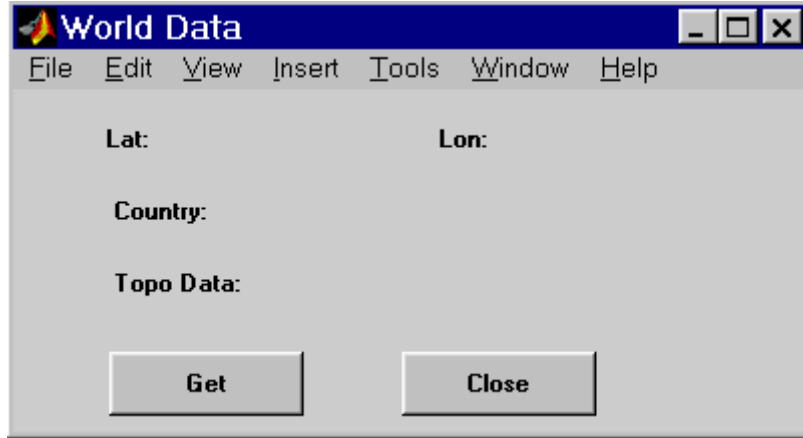 World Data
File Edit View Insert Tools Window Help
Lat: Lon:
Country:
Topo Data:
Get Close